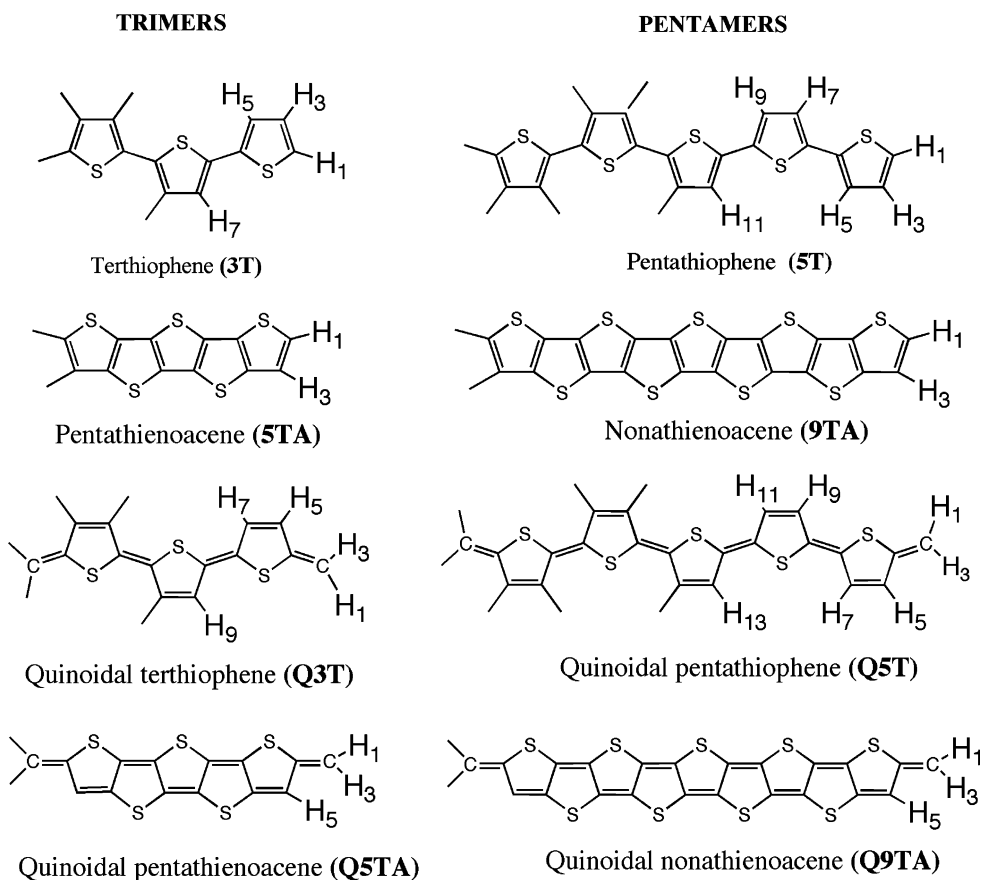 TRIMERS
PENTAMERS
H5 H3
S
S S
H1
H7
Terthiophene (3T)
H9 H7
S S S
S S
H1
H11 H5 H3
Pentathiophene (5T)
S S S
H1
S S
H3
Pentathienoacene (5TA)
S S S S S
H1
S S S S
H3
Nonathienoacene (9TA)
H7 H5
S
C S S C
H3
H1
H9
Quinoidal terthiophene (Q3T)
H11 H9
H1
C S S S C
S S
H3
H13 H7 H5
Quinoidal pentathiophene (Q5T)
S S S
H1
C C
H3
S S
H5
Quinoidal pentathienoacene (Q5TA)
S S S S S
H1
C C
H3
S S S S
H5
Quinoidal nonathienoacene (Q9TA)